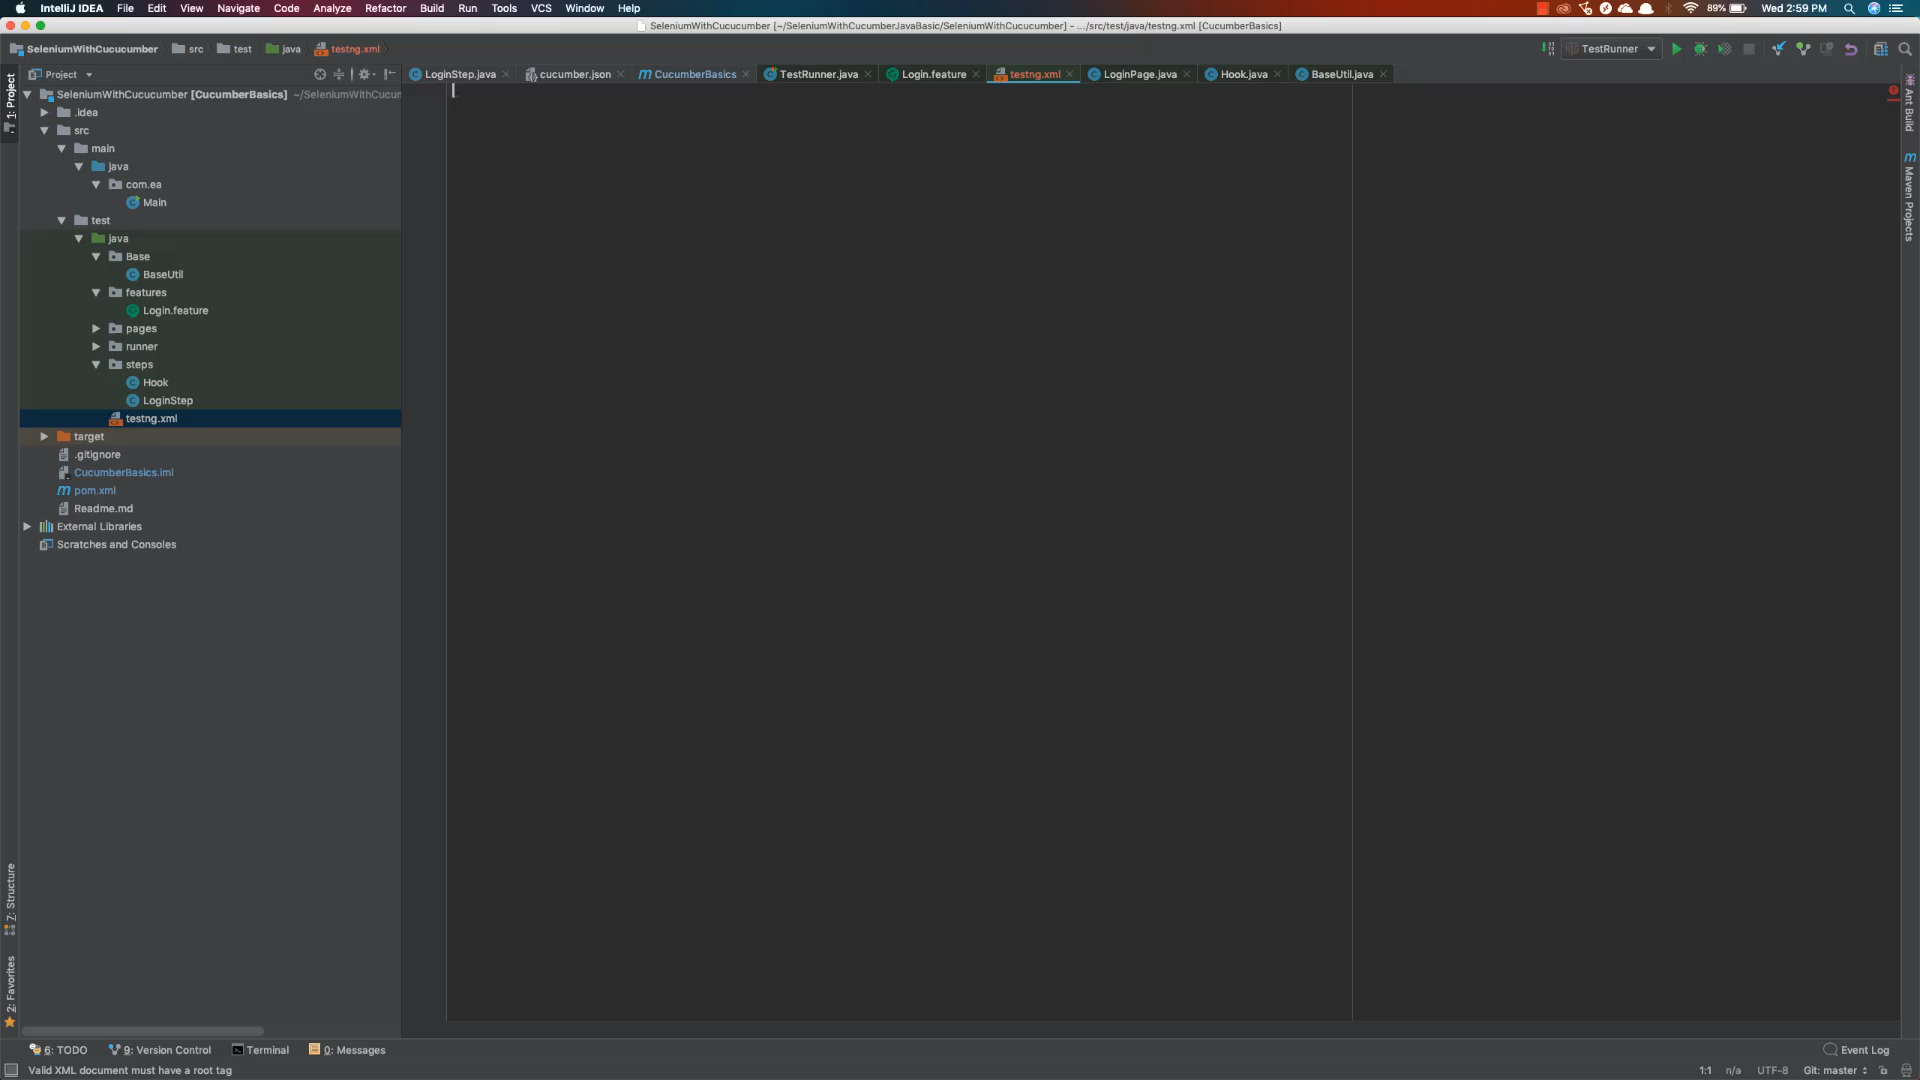 IntelliJ IDEA File Edit View Navigate Code Analyze Refactor Build Run Tools VCS Window Help 89% Wed 2:59 PM
SeleniumWithCucucumber [~/SeleniumWithCucumberJavaBasic/SeleniumWithCucucumber] - .../src/test/java/testng.xml [CucumberBasics]
SeleniumWithCucucumber src test java testng.xml TestRunner
Project LoginStep.java cucumber.json CucumberBasics TestRunner.java Login.feature testng.xml LoginPage.java Hook.java BaseUtil.java
SeleniumWithCucucumber [CucumberBasics] ~/SeleniumWithCucun
.idea
src
main
java
com.ea
Main
test
java
Base
BaseUtil
features
Login.feature
pages
runner
steps
Hook
LoginStep
testng.xml
target
.gitignore
CucumberBasics.iml
pom.xml
Readme.md
External Libraries
Scratches and Consoles
1: Project
7: Structure
2: Favorites
Ant Build
Maven Projects
6: TODO 9: Version Control Terminal 0: Messages Event Log
Valid XML document must have a root tag 1:1 n/a UTF-8 Git: master